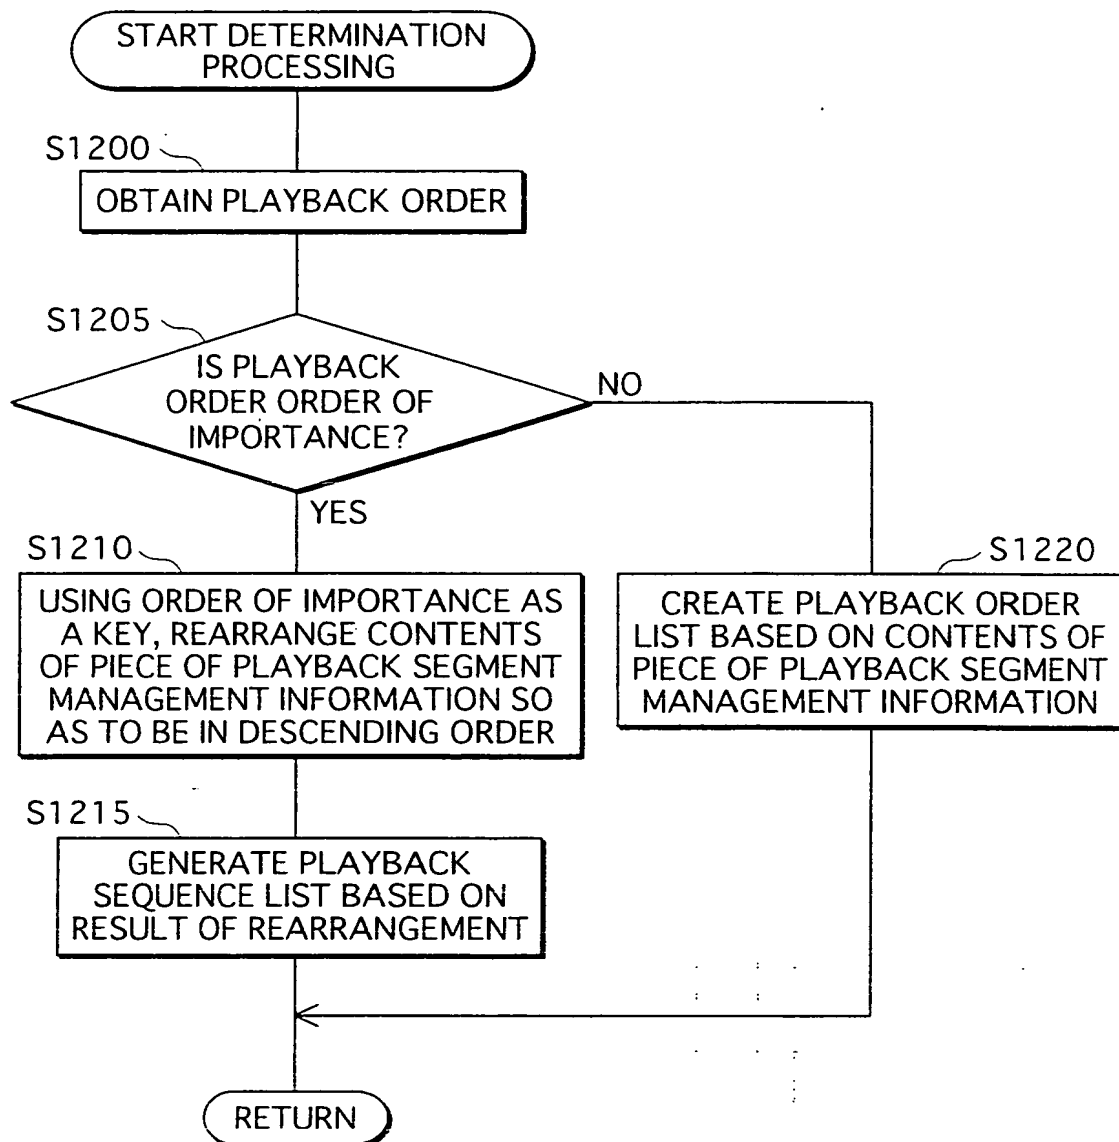 START DETERMINATION
PROCESSING
S1200
OBTAIN PLAYBACK ORDER
S1205
IS PLAYBACK
ORDER ORDER OF
IMPORTANCE?
NO
YES
S1210
USING ORDER OF IMPORTANCE AS
A KEY, REARRANGE CONTENTS
OF PIECE OF PLAYBACK SEGMENT
MANAGEMENT INFORMATION SO
AS TO BE IN DESCENDING ORDER
S1220
CREATE PLAYBACK ORDER
LIST BASED ON CONTENTS OF
PIECE OF PLAYBACK SEGMENT
MANAGEMENT INFORMATION
S1215
GENERATE PLAYBACK
SEQUENCE LIST BASED ON
RESULT OF REARRANGEMENT
RETURN